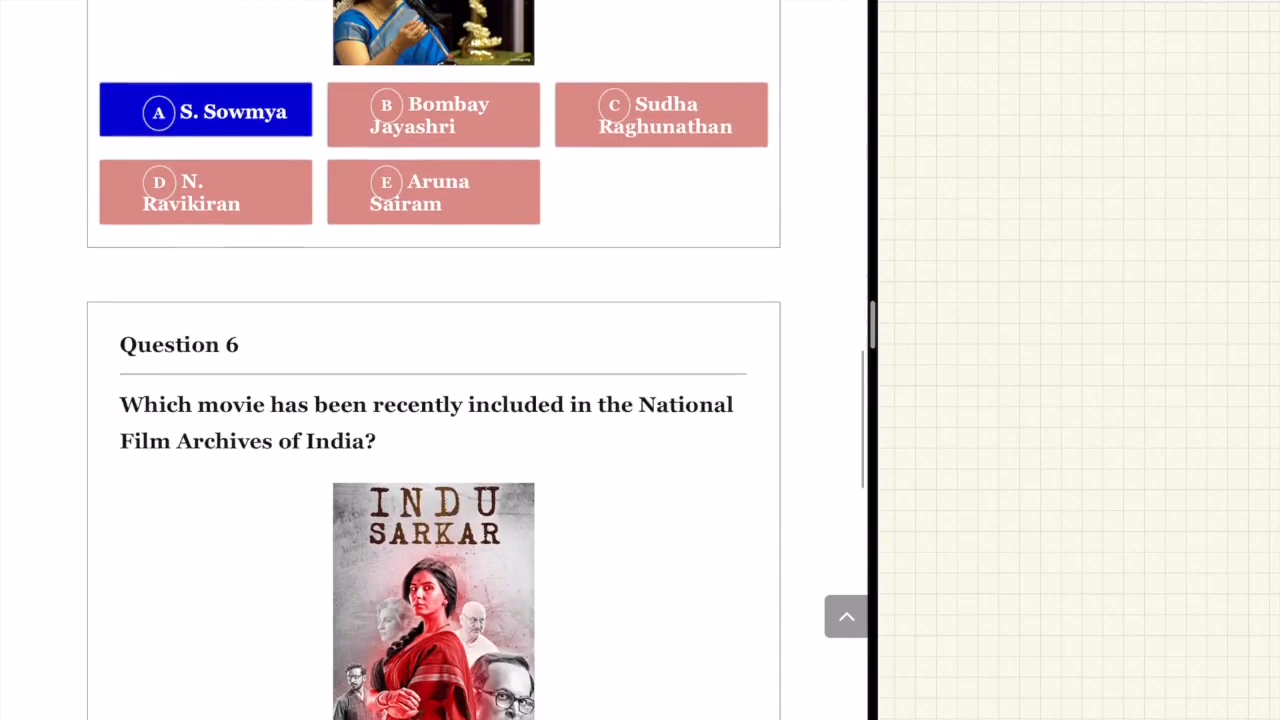 A S. Sowmya
B Bombay
Jayashri
C Sudha
Raghunathan
D N.
Ravikiran
E Aruna
Sairam
Question 6
Which movie has been recently included in the National
Film Archives of India?
INDU
SARKAR